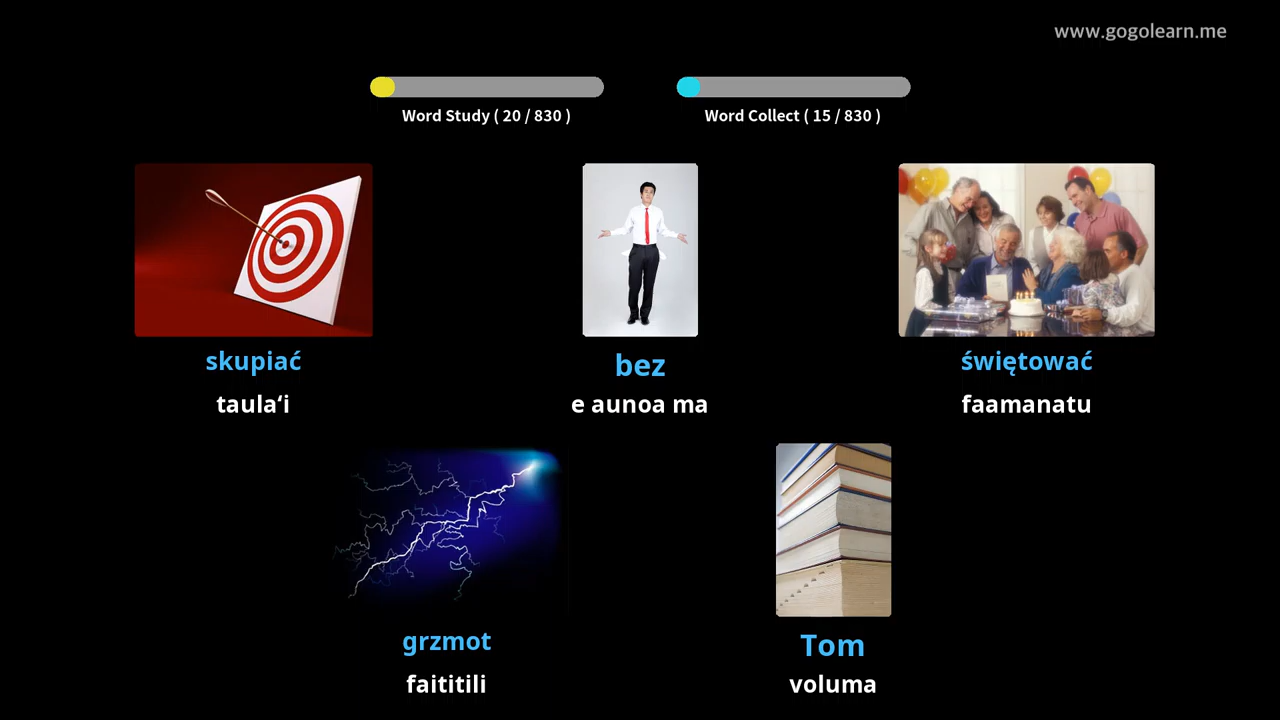 www.gogolearn.me
Word Study ( 20 / 830 )
Word Collect ( 15 / 830 )
skupiać
bez
świętować
taula‘i
e aunoa ma
faamanatu
grzmot
Tom
faititili
voluma